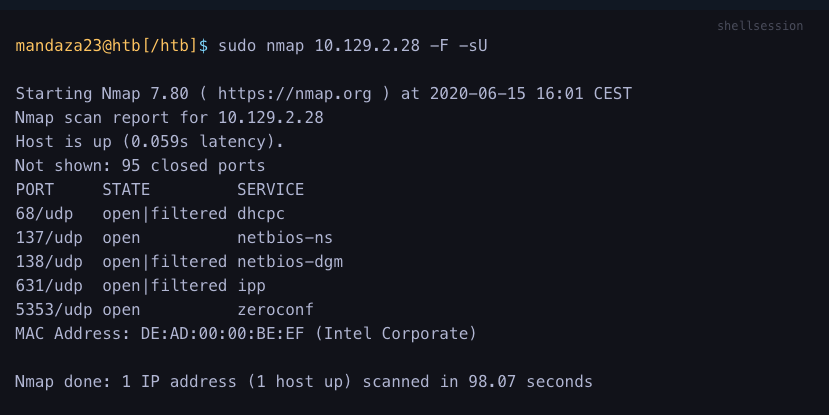 shellsession
mandaza23@htb[/htb]$ sudo nmap 10.129.2.28 -F -sU
Starting Nmap 7.80 ( https://nmap.org ) at 2020-06-15 16:01 CEST
Nmap scan report for 10.129.2.28
Host is up (0.059s latency).
Not shown: 95 closed ports
PORT     STATE         SERVICE
68/udp   open|filtered dhcpc
137/udp  open          netbios-ns
138/udp  open|filtered netbios-dgm
631/udp  open|filtered ipp
5353/udp open          zeroconf
MAC Address: DE:AD:00:00:BE:EF (Intel Corporate)
Nmap done: 1 IP address (1 host up) scanned in 98.07 seconds